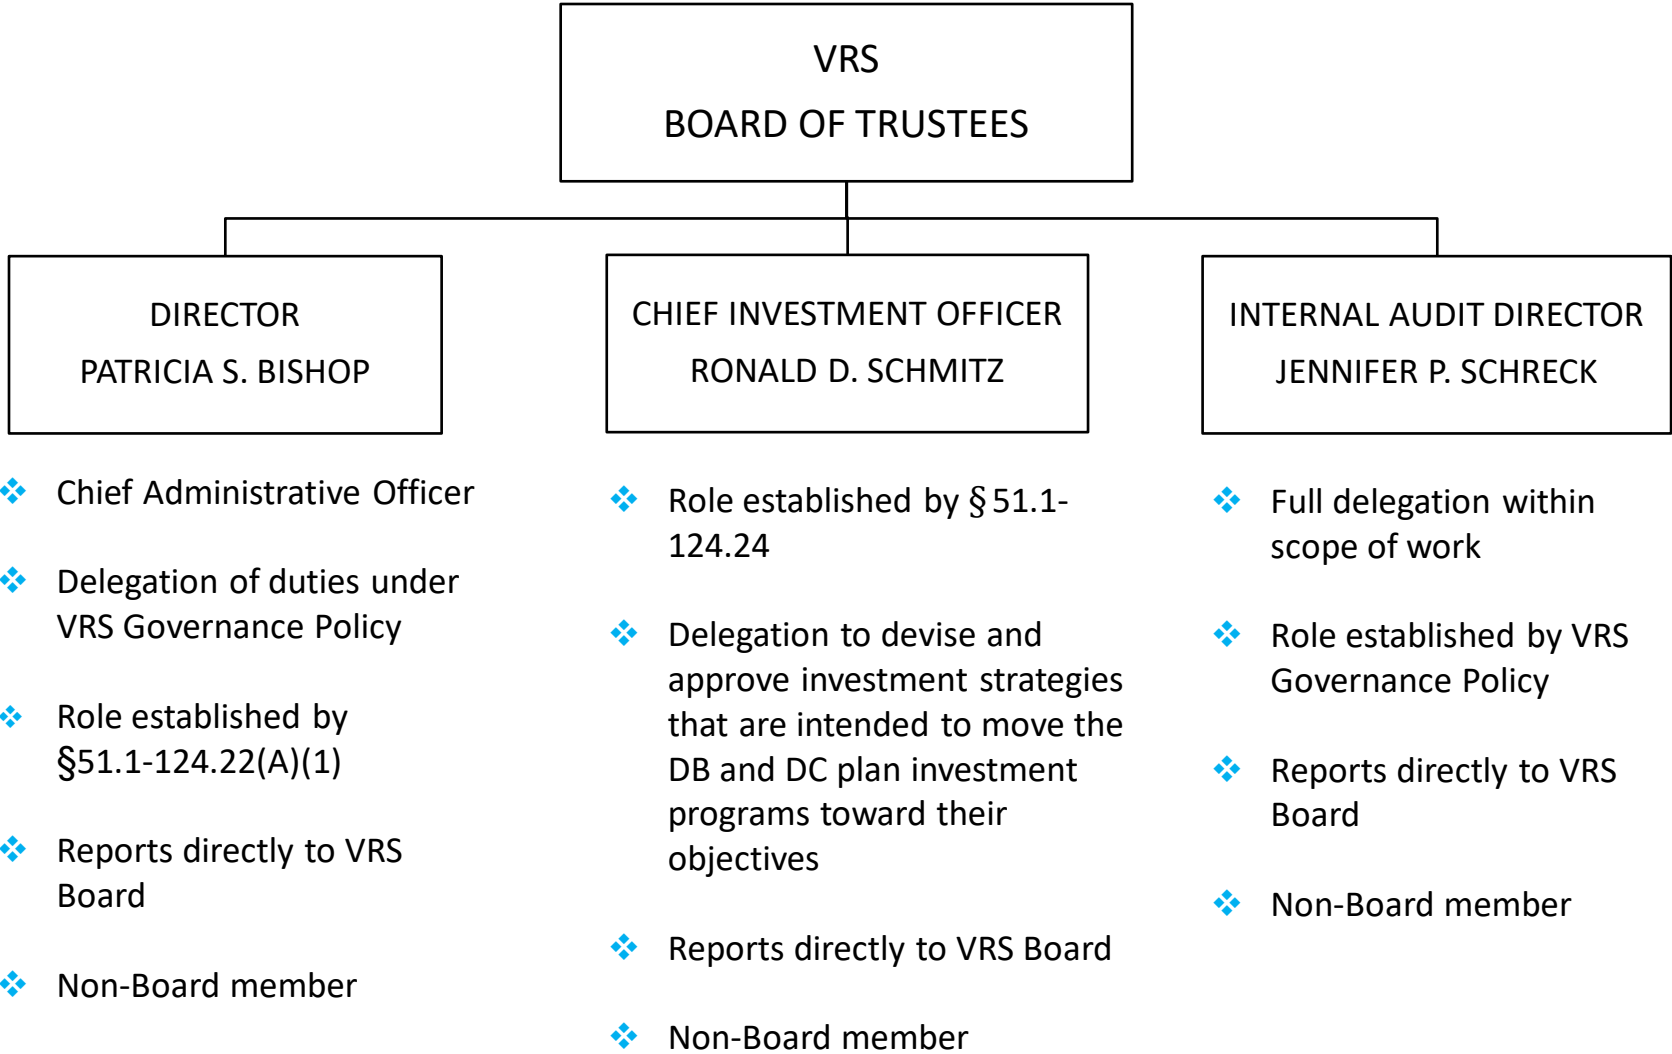 VRS
BOARD OF TRUSTEES
DIRECTOR
PATRICIA S. BISHOP
CHIEF INVESTMENT OFFICER
RONALD D. SCHMITZ
INTERNAL AUDIT DIRECTOR
JENNIFER P. SCHRECK
Chief Administrative Officer
Delegation of duties under
VRS Governance Policy
Role established by
§51.1-124.22(A)(1)
Reports directly to VRS
Board
Non-Board member
Role established by § 51.1-
124.24
Delegation to devise and
approve investment strategies
that are intended to move the
DB and DC plan investment
programs toward their
objectives
Reports directly to VRS Board
Non-Board member
Full delegation within
scope of work
Role established by VRS
Governance Policy
Reports directly to VRS
Board
Non-Board member